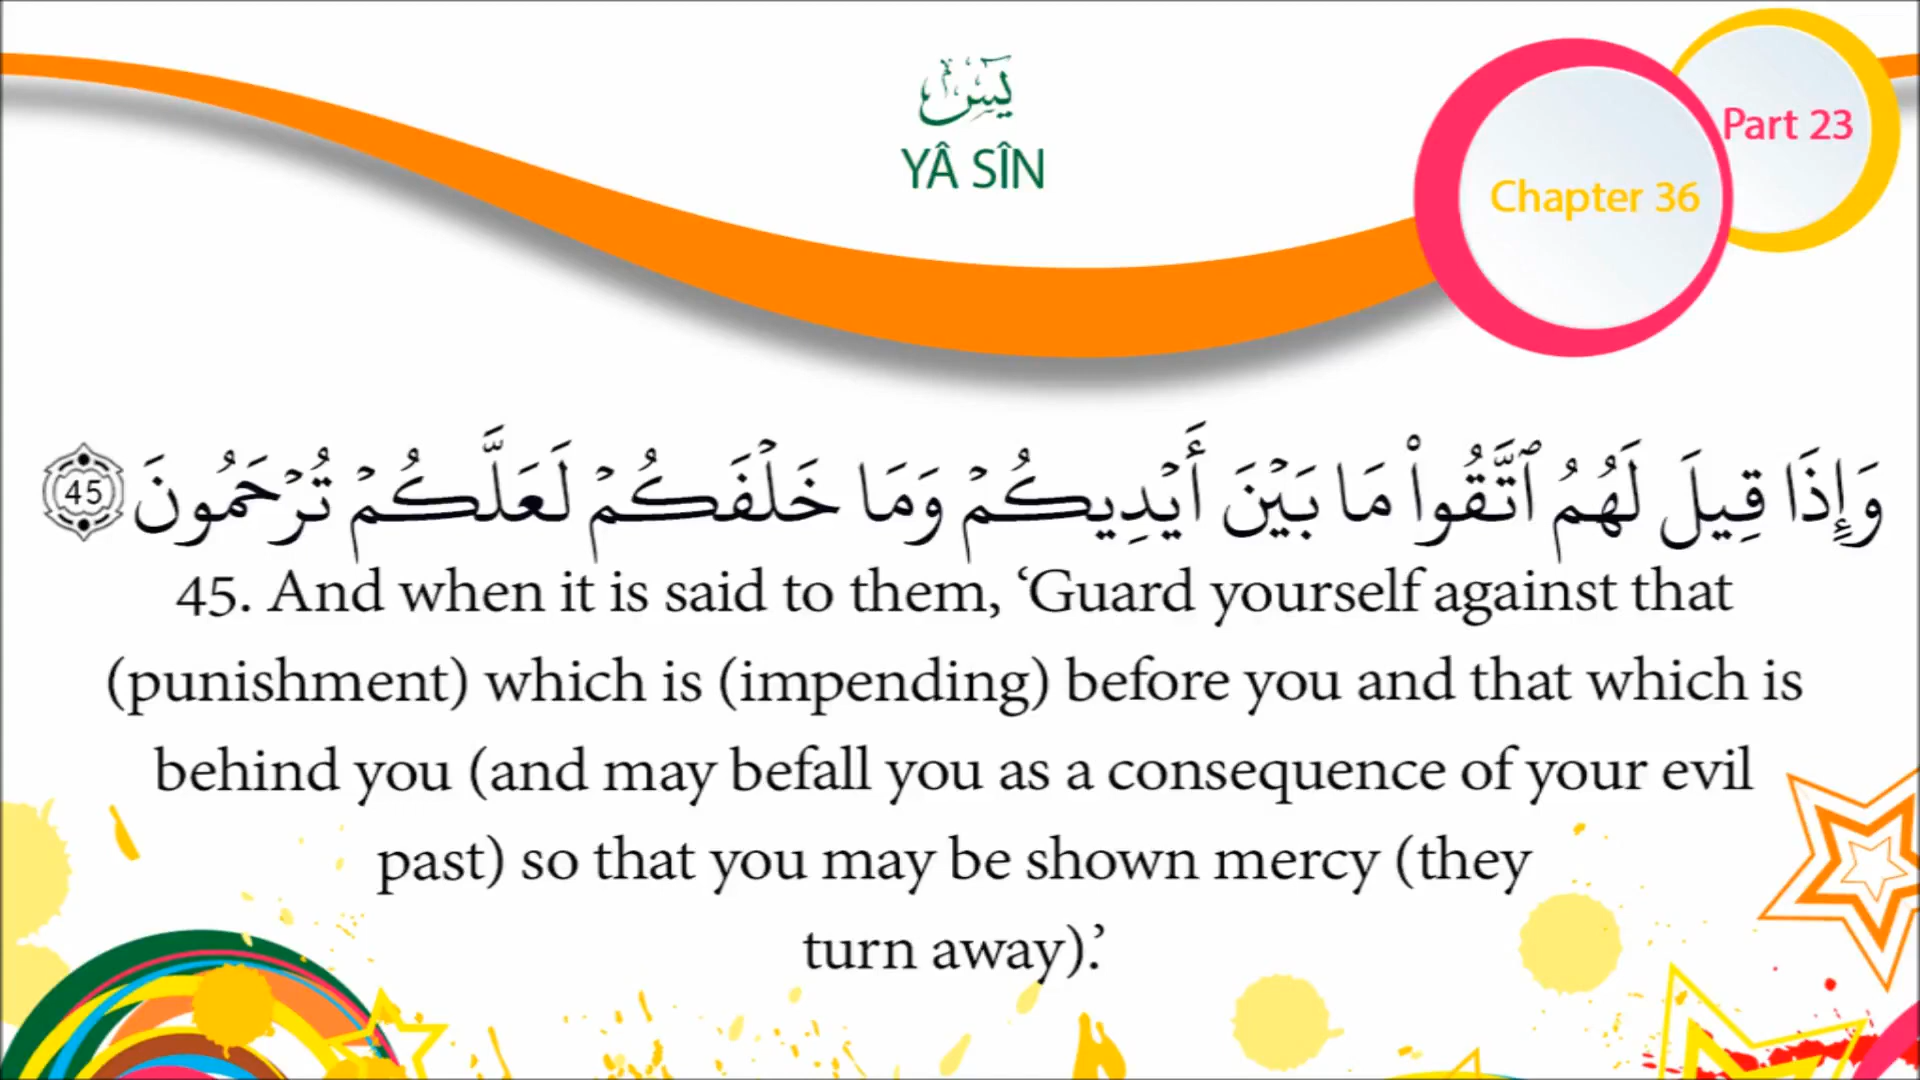 يسٓ
YÂ SÎN
Part 23
Chapter 36
وَإِذَا قِيلَ لَهُمُ ٱتَّقُوا۟ مَا بَيْنَ أَيْدِيكُمْ وَمَا خَلْفَكُمْ لَعَلَّكُمْ تُرْحَمُونَ 45
45. And when it is said to them, ‘Guard yourself against that
(punishment) which is (impending) before you and that which is
behind you (and may befall you as a consequence of your evil
past) so that you may be shown mercy (they
turn away).’